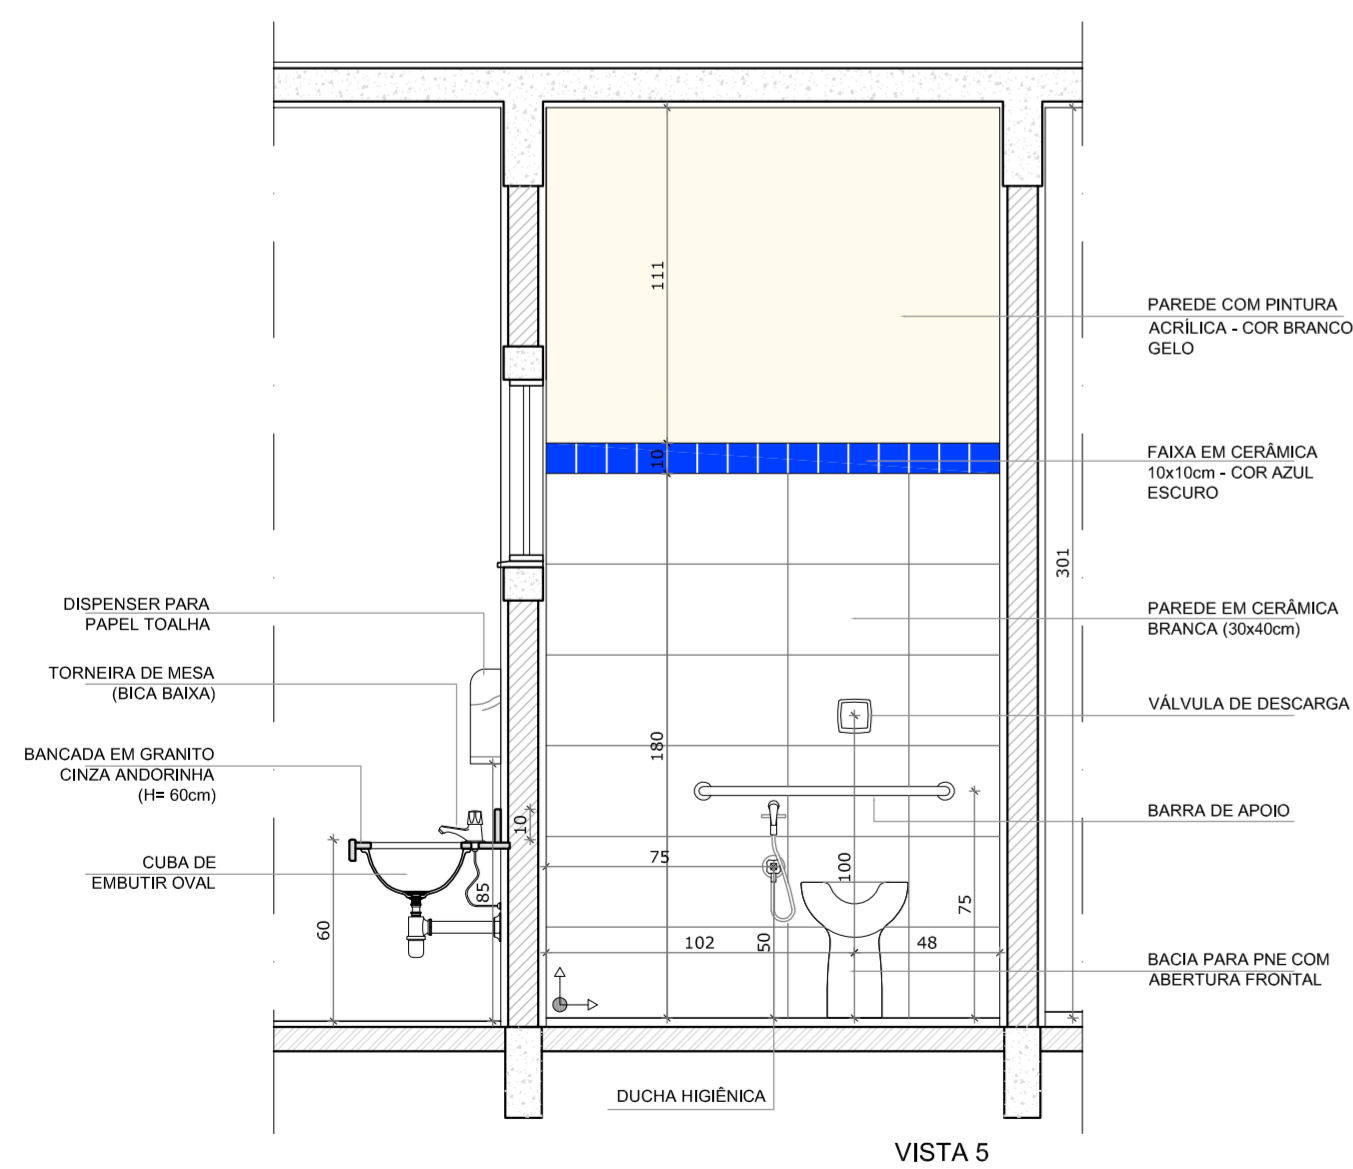 111
PAREDE COM PINTURA
ACRÍLICA - COR BRANCO
GELO
10
FAIXA EM CERÂMICA
10x10cm - COR AZUL
ESCURO
301
DISPENSER PARA
PAPEL TOALHA
PAREDE EM CERÂMICA
BRANCA (30x40cm)
TORNEIRA DE MESA
(BICA BAIXA)
VÁLVULA DE DESCARGA
BANCADA EM GRANITO
CINZA ANDORINHA
(H= 60cm)
180
BARRA DE APOIO
10
CUBA DE
EMBUTIR OVAL
75
100
85
75
60
102
50
48
BACIA PARA PNE COM
ABERTURA FRONTAL
DUCHA HIGIÊNICA
VISTA 5